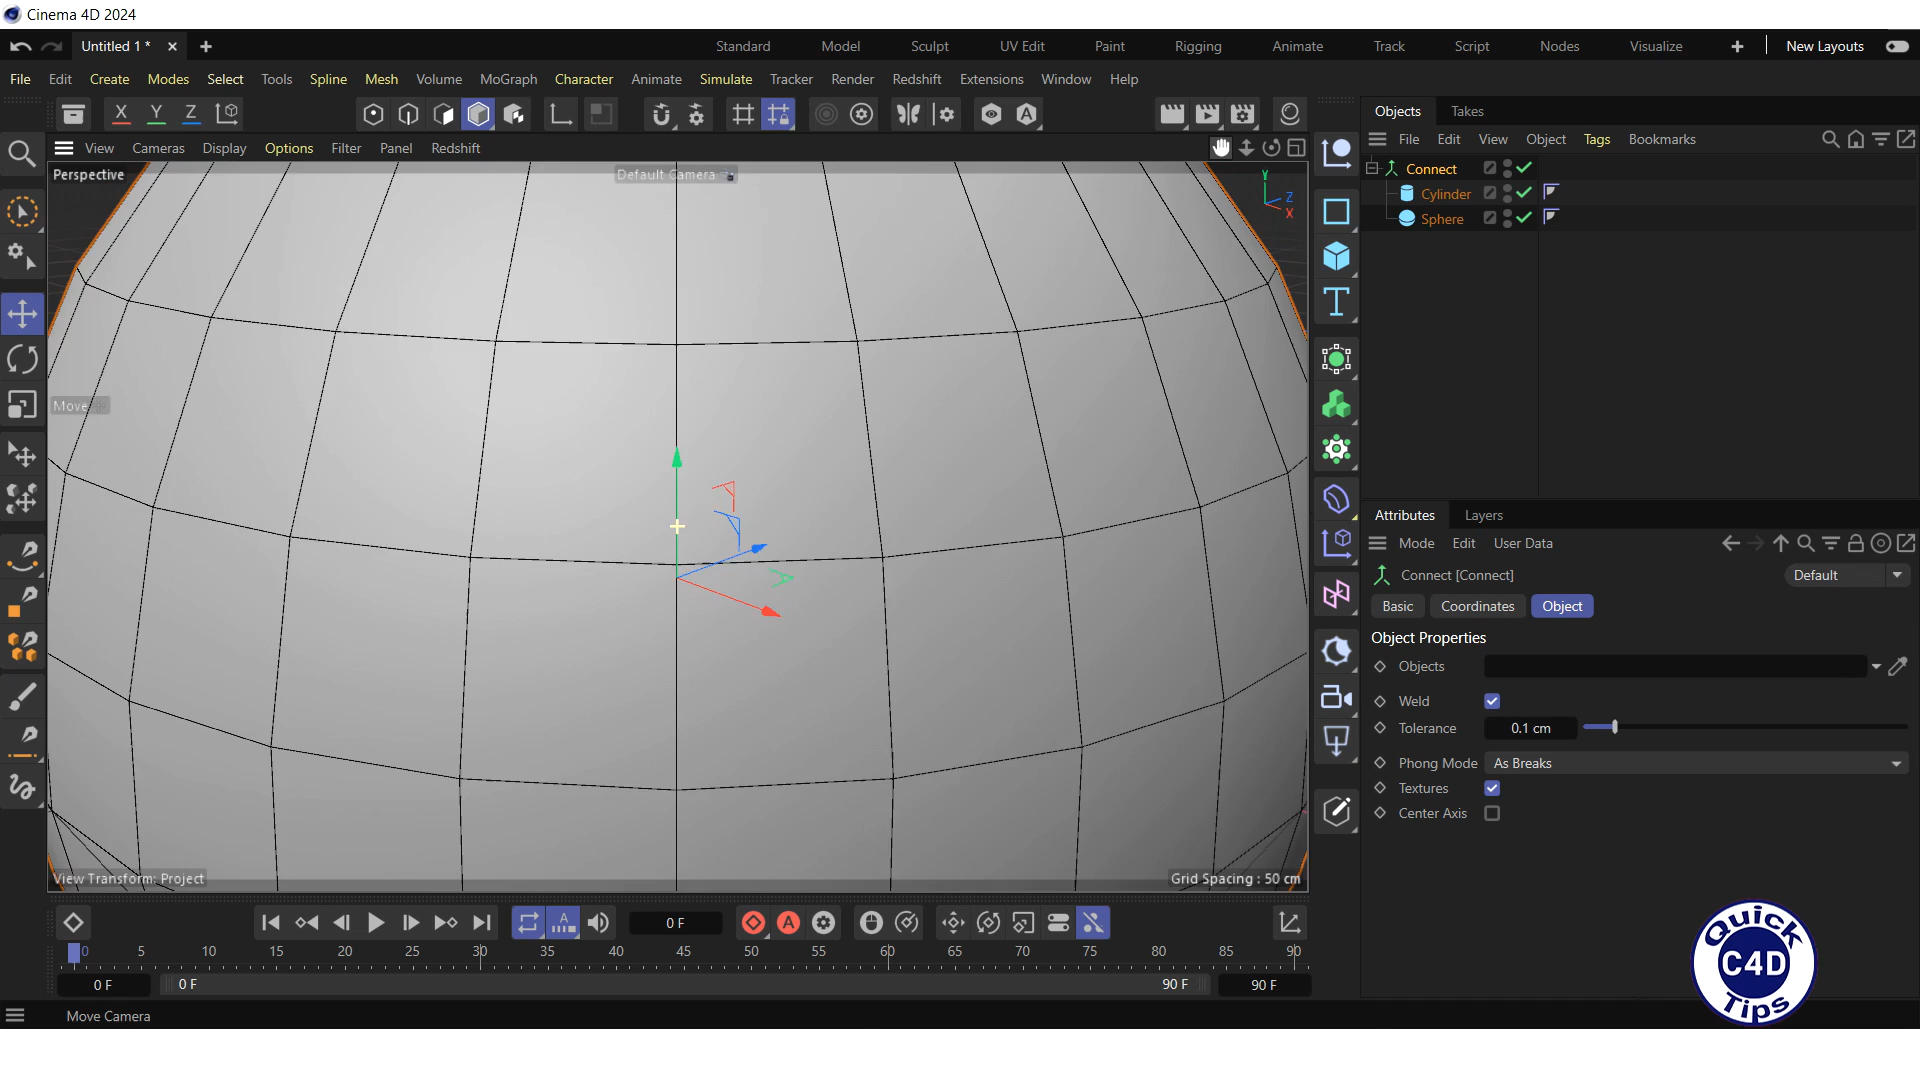 Cinema 4D 2024
Untitled 1 *
Standard Model Sculpt UV Edit Paint Rigging Animate Track Script Nodes Visualize New Layouts
File Edit Create Modes Select Tools Spline Mesh Volume MoGraph Character Animate Simulate Tracker Render Redshift Extensions Window Help
X Y Z
Objects Takes
File Edit View Object Tags Bookmarks
View Cameras Display Options Filter Panel Redshift
Perspective
Default Camera
Y
Z
X
Connect
Cylinder
Sphere
Move
View Transform: Project
Grid Spacing : 50 cm
Attributes Layers
Mode Edit User Data
Connect [Connect]
Default
Basic Coordinates Object
Object Properties
Objects
Weld
Tolerance 0.1 cm
Phong Mode As Breaks
Textures
Center Axis
0 F
0 5 10 15 20 25 30 35 40 45 50 55 60 65 70 75 80 85 90
0 F 0 F 90 F 90 F
Move Camera
Quick
C4D
Tips